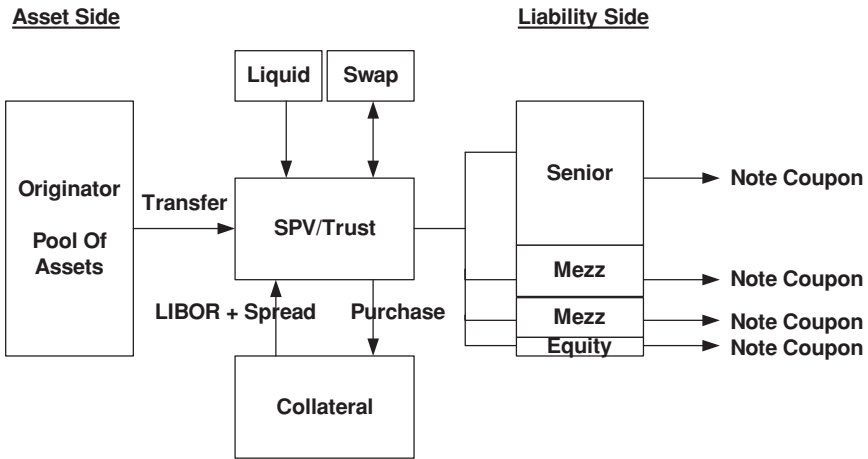 Asset Side
Liability Side
Liquid
Swap
Originator
Pool Of
Assets
Transfer
SPV/Trust
LIBOR + Spread
Purchase
Collateral
Senior
Mezz
Mezz
Equity
Note Coupon
Note Coupon
Note Coupon
Note Coupon